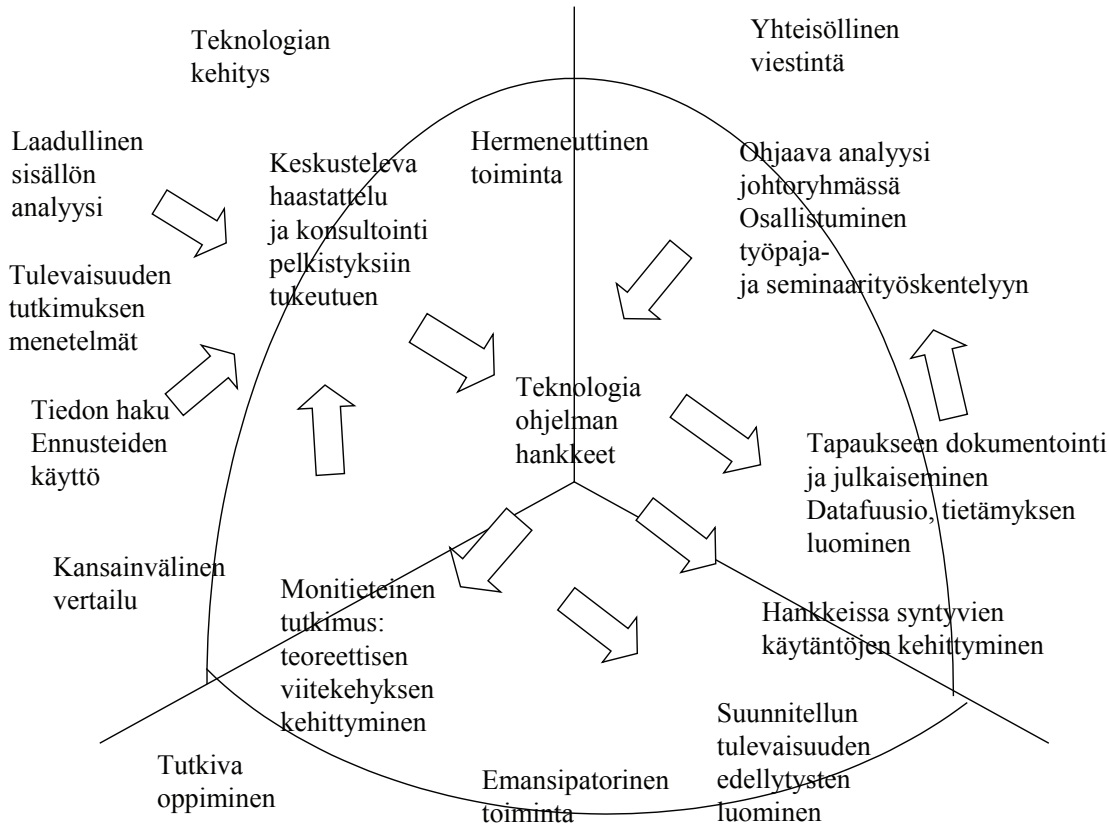 Teknologian
kehitys
Yhteisöllinen
viestintä
Laadullinen
sisällön
analyysi
Keskusteleva
haastattelu
ja konsultointi
pelkistyksiin
tukeutuen
Hermeneuttinen
toiminta
Ohjaava analyysi
johtoryhmässä
Osallistuminen
työpaja-
ja seminaarityöskentelyyn
Tulevaisuuden
tutkimuksen
menetelmät
Tiedon haku
Ennusteiden
käyttö
Teknologia
ohjelman
hankkeet
Tapaukseen dokumentointi
ja julkaiseminen
Datafuusio, tietämyksen
luominen
Kansainvälinen
vertailu
Monitieteinen
tutkimus:
teoreettisen
viitekehyksen
kehittyminen
Hankkeissa syntyvien
käytäntöjen kehittyminen
Suunnitellun
tulevaisuuden
edellytysten
luominen
Tutkiva
oppiminen
Emansipatorinen
toiminta